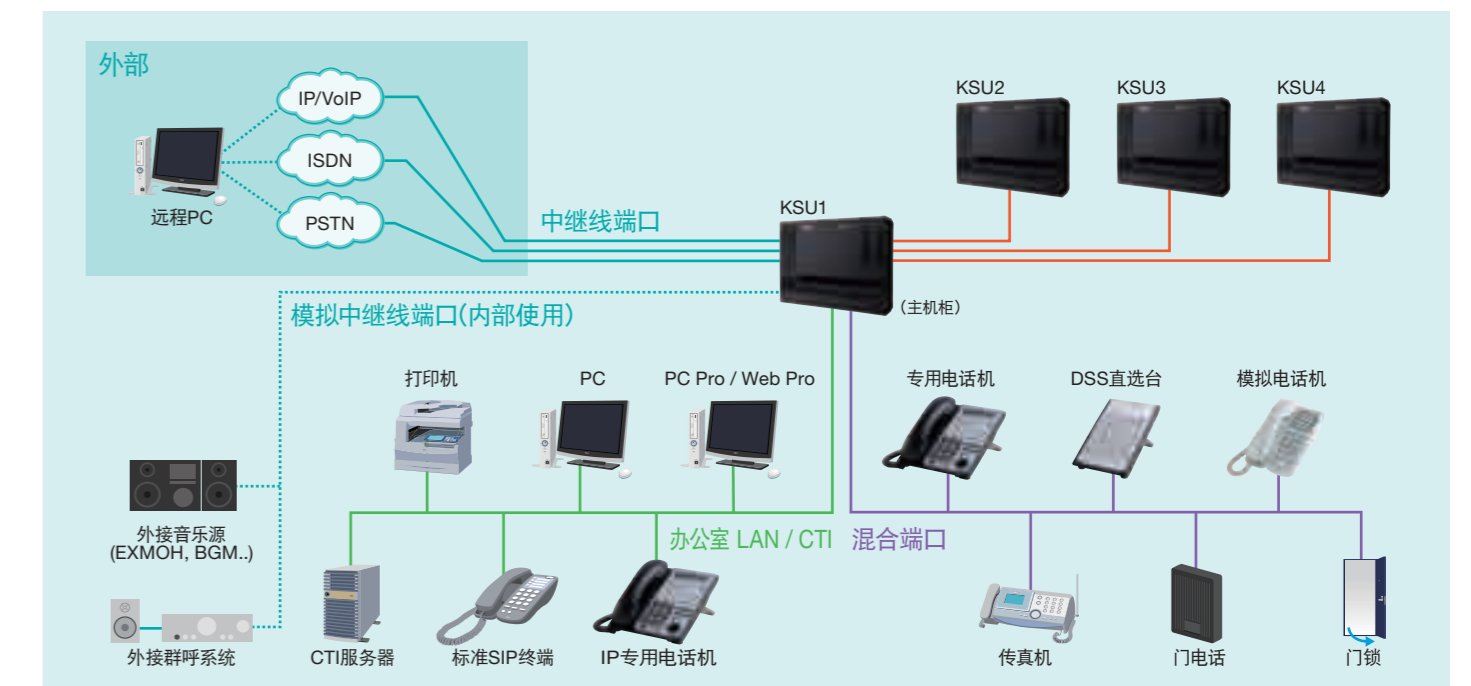 外部
IP/VoIP
ISDN
PSTN
远程PC
中继线端口
KSU1
KSU2
KSU3
KSU4
(主机柜)
模拟中继线端口(内部使用)
打印机
PC
PC Pro / Web Pro
专用电话机
DSS直选台
模拟电话机
外接音乐源
(EXMOH, BGM..)
办公室 LAN / CTI
混合端口
外接群呼系统
CTI服务器
标准SIP终端
IP专用电话机
传真机
门电话
门锁